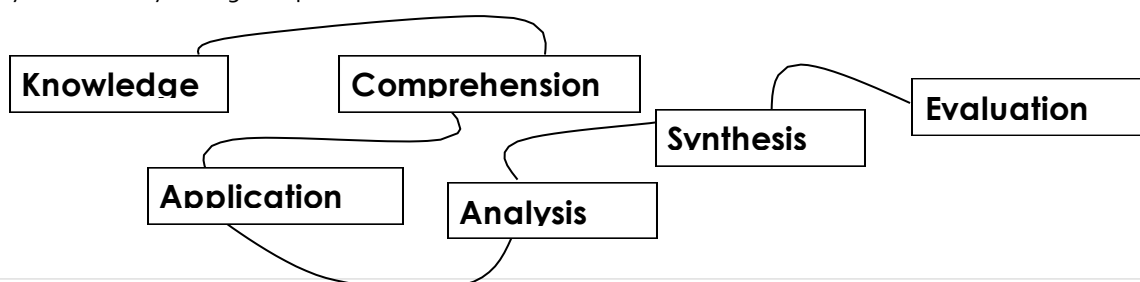 Knowledge
Comprehension
Application
Analysis
Synthesis
Evaluation